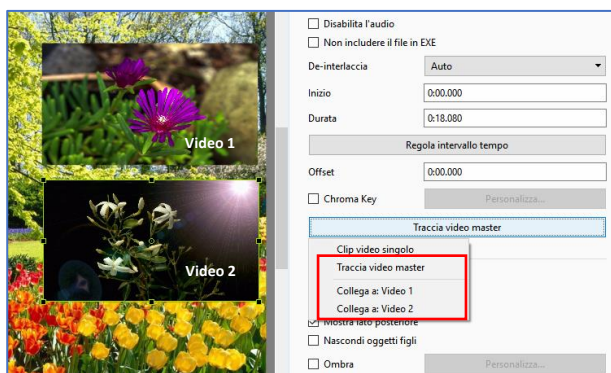 Video 1
Video 2
Disabilita l'audio
Non includere il file in EXE
De-interlaccia Auto
Inizio 0:00.000
Durata 0:18.080
Regola intervallo tempo
Offset 0:00.000
Chroma Key Personalizza...
Traccia video master
Clip video singolo
Traccia video master
Collega a: Video 1
Collega a: Video 2
Mostra lato posteriore
Nascondi oggetti figli
Ombra Personalizza...